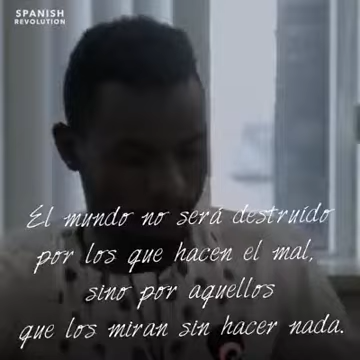 SPANISH
REVOLUTION
El mundo no será destruído
por los que hacen el mal,
sino por aquellos
que los miran sin hacer nada.